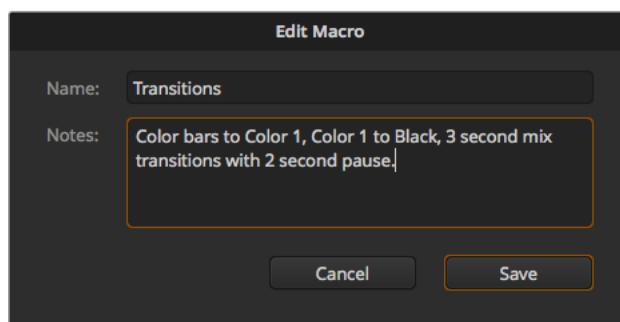 Edit Macro
Name: Transitions
Notes: Color bars to Color 1, Color 1 to Black, 3 second mix
transitions with 2 second pause.
Cancel Save